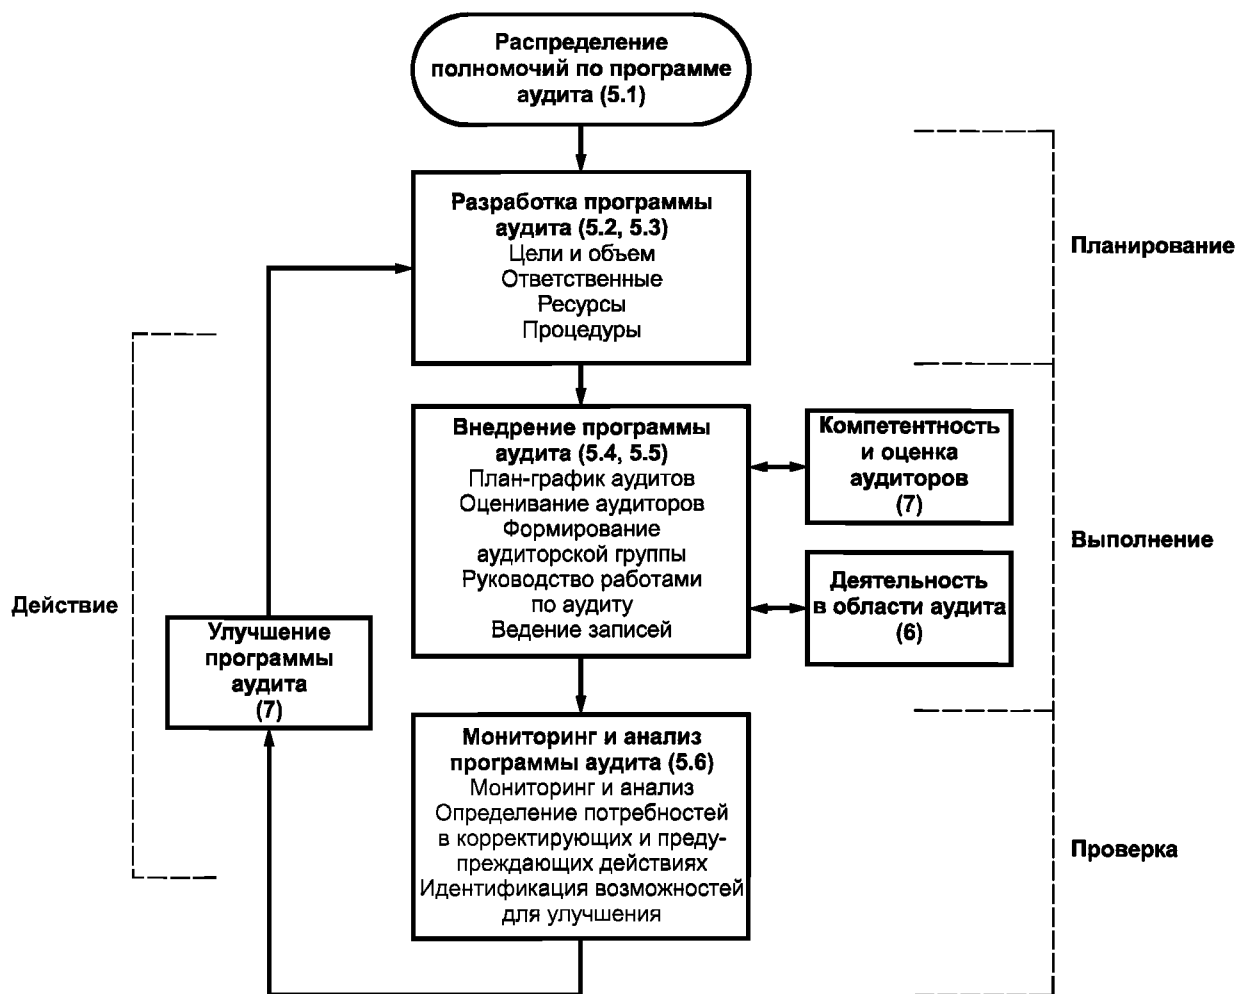 Распределение
полномочий по программе
аудита (5.1)
Разработка программы
аудита (5.2, 5.3)
Цели и объем
Ответственные
Ресурсы
Процедуры
Планирование
Внедрение программы
аудита (5.4, 5.5)
План-график аудитов
Оценивание аудиторов
Формирование
аудиторской группы
Руководство работами
по аудиту
Ведение записей
Компетентность
и оценка
аудиторов
(7)
Деятельность
в области аудита
(6)
Выполнение
Действие
Улучшение
программы
аудита
(7)
Мониторинг и анализ
программы аудита (5.6)
Мониторинг и анализ
Определение потребностей
в корректирующих и преду-
преждающих действиях
Идентификация возможностей
для улучшения
Проверка